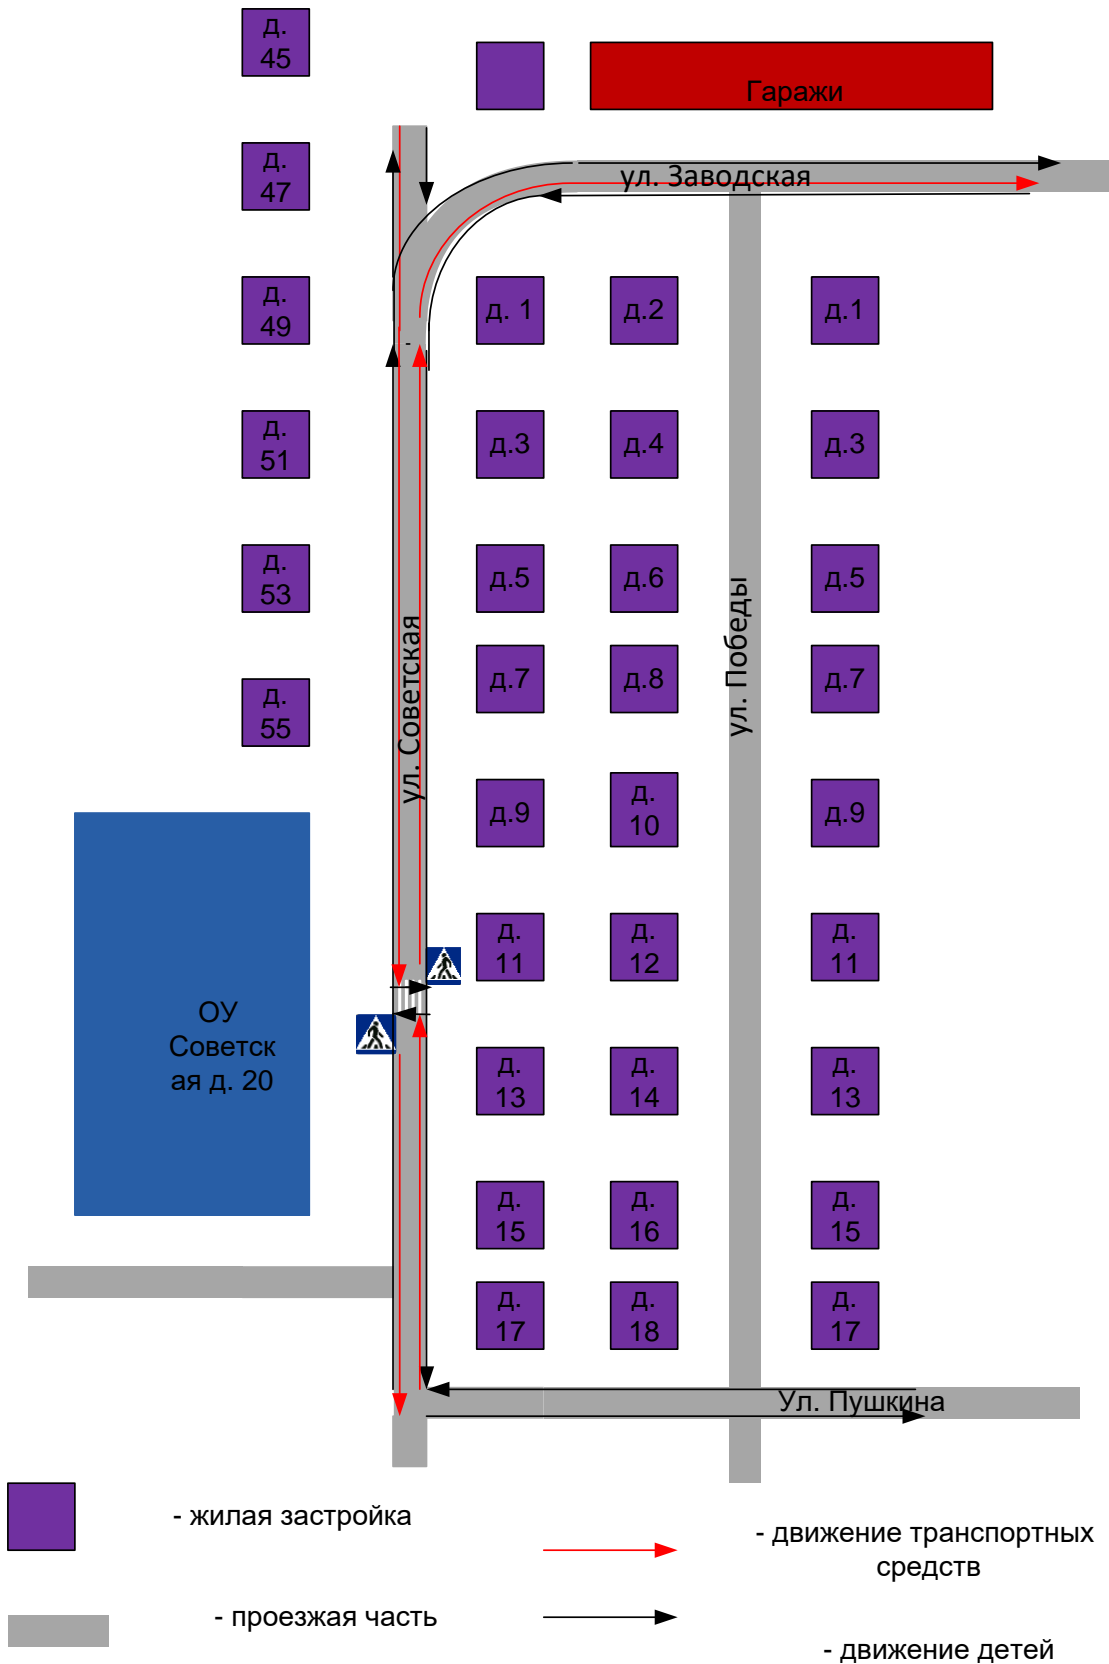 д.
45
Гаражи
д.
47
ул. Заводская
д.
49
д. 1
д.2
д.1
д.
51
д.3
д.4
д.3
д.
53
д.5
д.6
д.5
ул. Советская
ул. Победы
д.7
д.8
д.7
д.
55
д.9
д.
10
д.9
д.
11
д.
12
д.
11
ОУ
Советск
ая д. 20
д.
13
д.
14
д.
13
д.
15
д.
16
д.
15
д.
17
д.
18
д.
17
Ул. Пушкина
- жилая застройка
- движение транспортных
средств
- проезжая часть
- движение детей